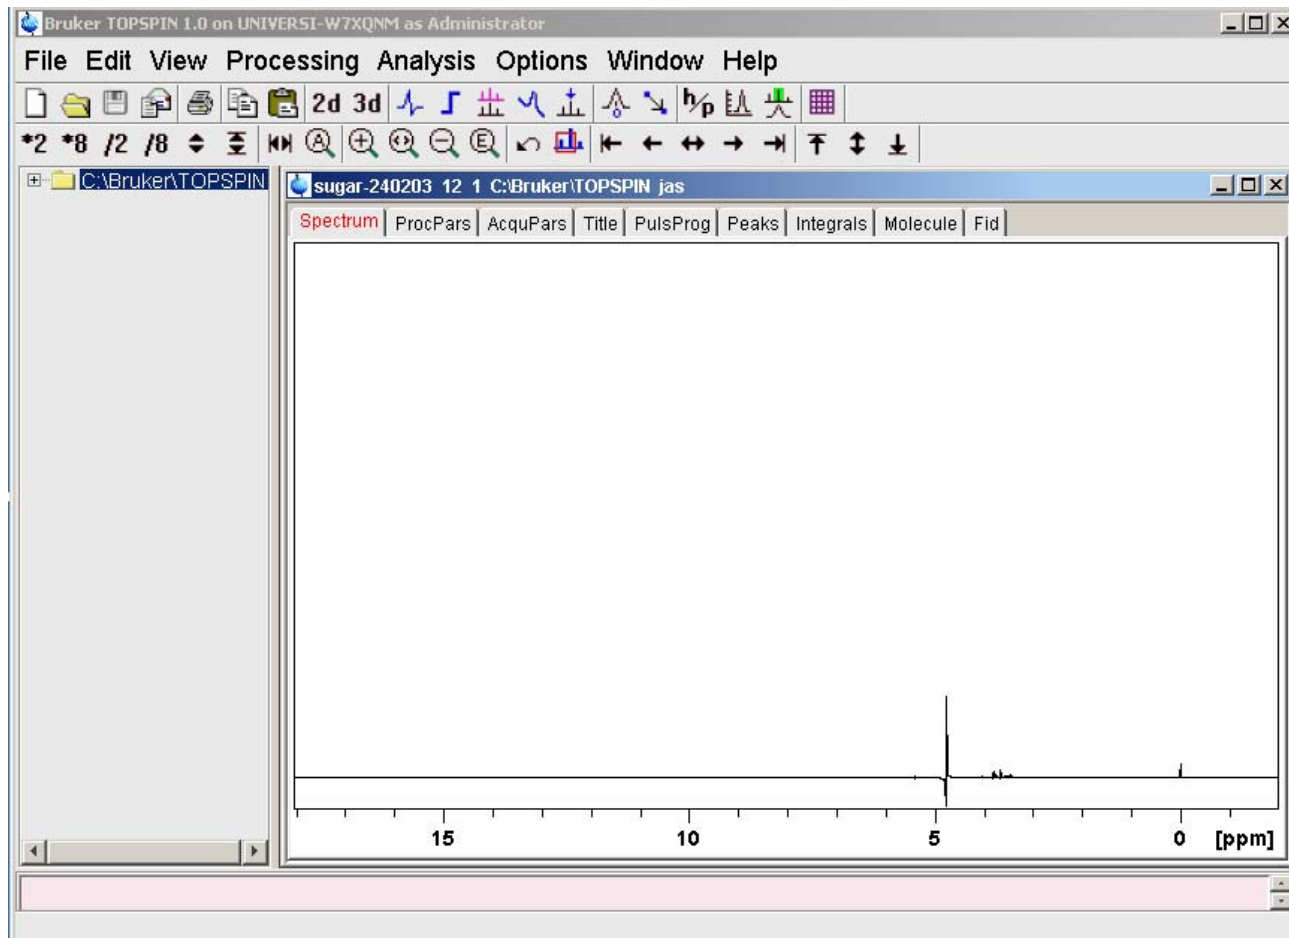 Bruker TOPSPIN 1.0 on UNIVERSI-W7XQNM as Administrator
File Edit View Processing Analysis Options Window Help
2d 3d h/p
*2 *8 /2 /8 A E
C:\Bruker\TOPSPIN
sugar-240203 12 1 C:\Bruker\TOPSPIN jas
Spectrum ProcPars AcquPars Title PulsProg Peaks Integrals Molecule Fid
15 10 5 0 [ppm]